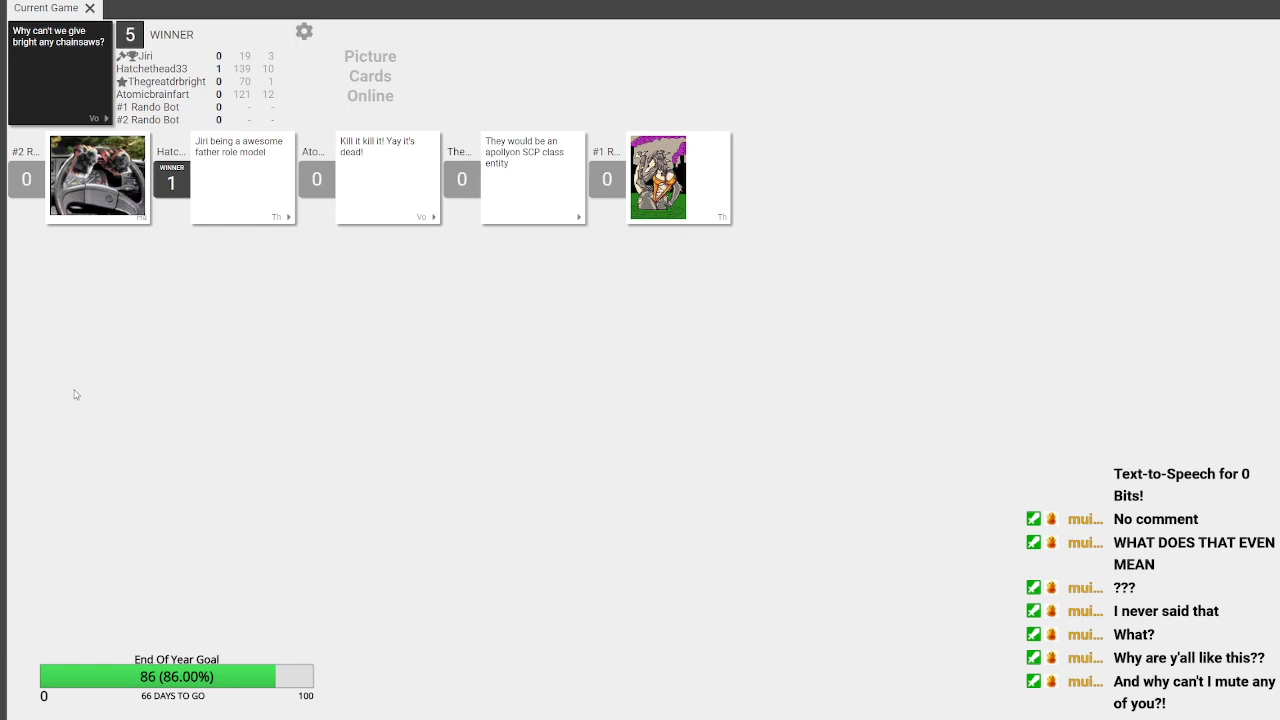 Current Game
Why can't we give
bright any chainsaws?
Vo
5 WINNER
Jiri 0 19 3
Hatchethead33 1 139 10
Thegreatdrbright 0 70 1
Atomicbrainfart 0 121 12
#1 Rando Bot 0 - -
#2 Rando Bot 0 - -
Picture
Cards
Online
#2 R...
0
Ha
Hatc...
WINNER
1
Jiri being a awesome
father role model
Th
Ato...
0
Kill it kill it! Yay it's
dead!
Vo
The...
0
They would be an
apollyon SCP class
entity
#1 R...
0
Th
Text-to-Speech for 0
Bits!
mui... No comment
mui... WHAT DOES THAT EVEN
MEAN
mui... ???
mui... I never said that
mui... What?
mui... Why are y'all like this??
mui... And why can't I mute any
of you?!
End Of Year Goal
86 (86.00%)
0 66 DAYS TO GO 100